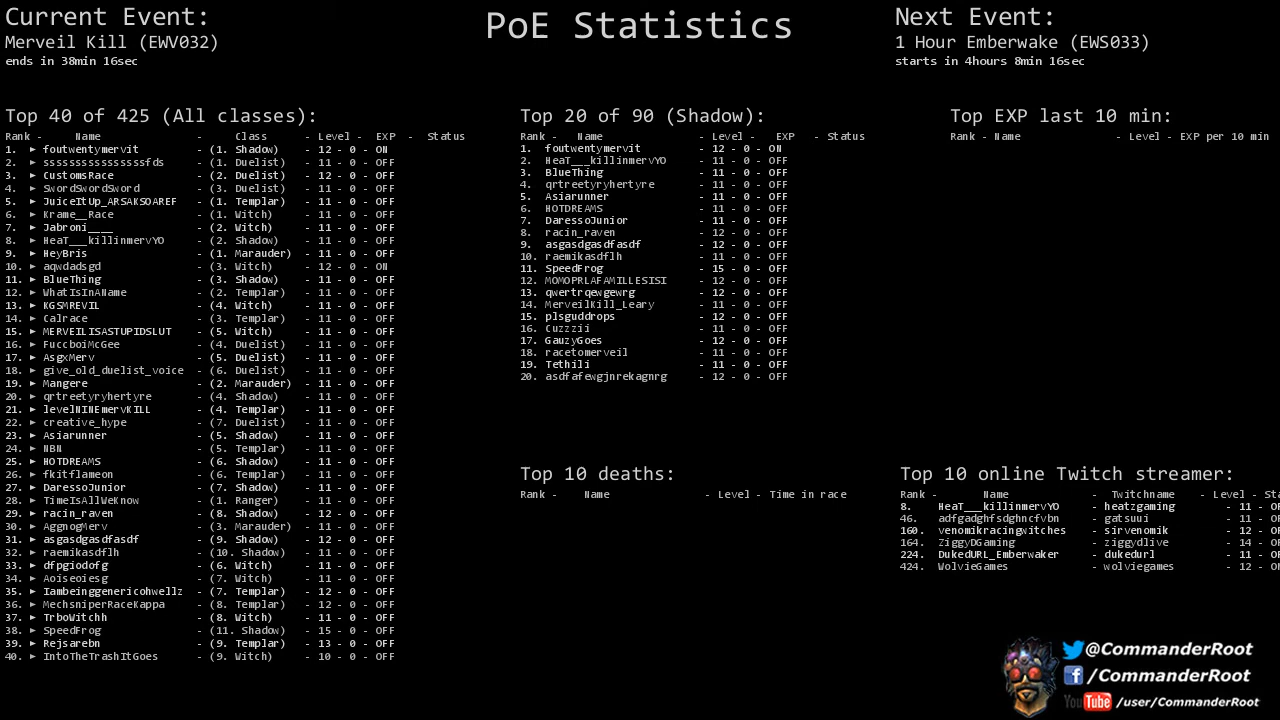 Current Event:
Merveil Kill (EWV032)
ends in 38min 16sec
PoE Statistics
Next Event:
1 Hour Emberwake (EWS033)
starts in 4hours 8min 16sec
Top 40 of 425 (All classes):
Rank - Name - Class - Level - EXP - Status
1. ► foutwentymervit - (1. Shadow) - 12 - 0 - ON
2. ► sssssssssssssssssfds - (1. Duelist) - 11 - 0 - OFF
3. ► CustomsRace - (2. Duelist) - 12 - 0 - OFF
4. ► SwordSwordSword - (3. Duelist) - 11 - 0 - OFF
5. ► JuiceItUp_ARSAKSOAREF - (1. Templar) - 11 - 0 - OFF
6. ► Krame__Race - (1. Witch) - 11 - 0 - OFF
7. ► Jabroni____ - (2. Witch) - 11 - 0 - OFF
8. ► HeaT___killinmervYO - (2. Shadow) - 11 - 0 - OFF
9. ► HeyBris - (1. Marauder) - 11 - 0 - OFF
10. ► aqwdadsgd - (3. Witch) - 12 - 0 - ON
11. ► BlueThing - (3. Shadow) - 11 - 0 - OFF
12. ► WhatIsInAName - (2. Templar) - 11 - 0 - OFF
13. ► KGSMREVIL - (4. Witch) - 11 - 0 - OFF
14. ► Calrace - (3. Templar) - 11 - 0 - OFF
15. ► MERVEILISASTUPIDSLUT - (5. Witch) - 11 - 0 - OFF
16. ► FuccboiMcGee - (4. Duelist) - 11 - 0 - OFF
17. ► AsgxMerv - (5. Duelist) - 11 - 0 - OFF
18. ► give_old_duelist_voice - (6. Duelist) - 11 - 0 - OFF
19. ► Mangere - (2. Marauder) - 11 - 0 - OFF
20. ► qrtreetyryhertyre - (4. Shadow) - 11 - 0 - OFF
21. ► levelNINEmervKILL - (4. Templar) - 11 - 0 - OFF
22. ► creative_hype - (7. Duelist) - 11 - 0 - OFF
23. ► Asiarunner - (5. Shadow) - 11 - 0 - OFF
24. ► NBN - (5. Templar) - 11 - 0 - OFF
25. ► HOTDREAMS - (6. Shadow) - 11 - 0 - OFF
26. ► fkitflameon - (6. Templar) - 11 - 0 - OFF
27. ► DaressoJunior - (7. Shadow) - 11 - 0 - OFF
28. ► TimeIsAllWeKnow - (1. Ranger) - 11 - 0 - OFF
29. ► racin_raven - (8. Shadow) - 12 - 0 - OFF
30. ► AggnogMerv - (3. Marauder) - 11 - 0 - OFF
31. ► asgasdgasdfasdf - (9. Shadow) - 12 - 0 - OFF
32. ► raemikasdflh - (10. Shadow) - 11 - 0 - OFF
33. ► dfpgiodofg - (6. Witch) - 12 - 0 - OFF
34. ► Aoiseoiesg - (7. Witch) - 11 - 0 - OFF
35. ► Iambeinggenericohwellz - (7. Templar) - 12 - 0 - OFF
36. ► MechsniperRaceKappa - (8. Templar) - 12 - 0 - OFF
37. ► TrboWitchh - (8. Witch) - 11 - 0 - OFF
38. ► SpeedFrog - (11. Shadow) - 15 - 0 - OFF
39. ► Rejsarebn - (9. Templar) - 13 - 0 - OFF
40. ► IntoTheTrashItGoes - (9. Witch) - 10 - 0 - OFF
Top 20 of 90 (Shadow):
Rank - Name - Level - EXP - Status
1. foutwentymervit - 12 - 0 - ON
2. HeaT___killinmervYO - 11 - 0 - OFF
3. BlueThing - 11 - 0 - OFF
4. qrtreetyryhertyre - 11 - 0 - OFF
5. Asiarunner - 11 - 0 - OFF
6. HOTDREAMS - 11 - 0 - OFF
7. DaressoJunior - 11 - 0 - OFF
8. racin_raven - 12 - 0 - OFF
9. asgasdgasdfasdf - 12 - 0 - OFF
10. raemikasdflh - 11 - 0 - OFF
11. SpeedFrog - 15 - 0 - OFF
12. MOMOPRLAFAMILLESISI - 12 - 0 - OFF
13. qwertrqewgewrg - 12 - 0 - OFF
14. MerveilKill_Leary - 11 - 0 - OFF
15. plsguddrops - 12 - 0 - OFF
16. Cuzzzii - 11 - 0 - OFF
17. GauzyGoes - 12 - 0 - OFF
18. racetomerveil - 11 - 0 - OFF
19. Tethili - 11 - 0 - OFF
20. asdfafewgjnrekagnrg - 12 - 0 - OFF
Top EXP last 10 min:
Rank - Name - Level - EXP per 10 min
Top 10 deaths:
Rank - Name - Level - Time in race
Top 10 online Twitch streamer:
Rank - Name - Twitchname - Level - Sta
8. HeaT___killinmervYO - heatzgaming - 11 - O
46. adfgadghfsdghncfvbn - gatsuui - 11 - O
160. venomikracingwitches - sirvenomik - 12 - O
164. ZiggyDGaming - ziggydlive - 14 - O
224. DukedURL_Emberwaker - dukedurl - 11 - O
424. WolvieGames - wolviegames - 12 - O
@CommanderRoot
/CommanderRoot
YouTube /user/CommanderRoot